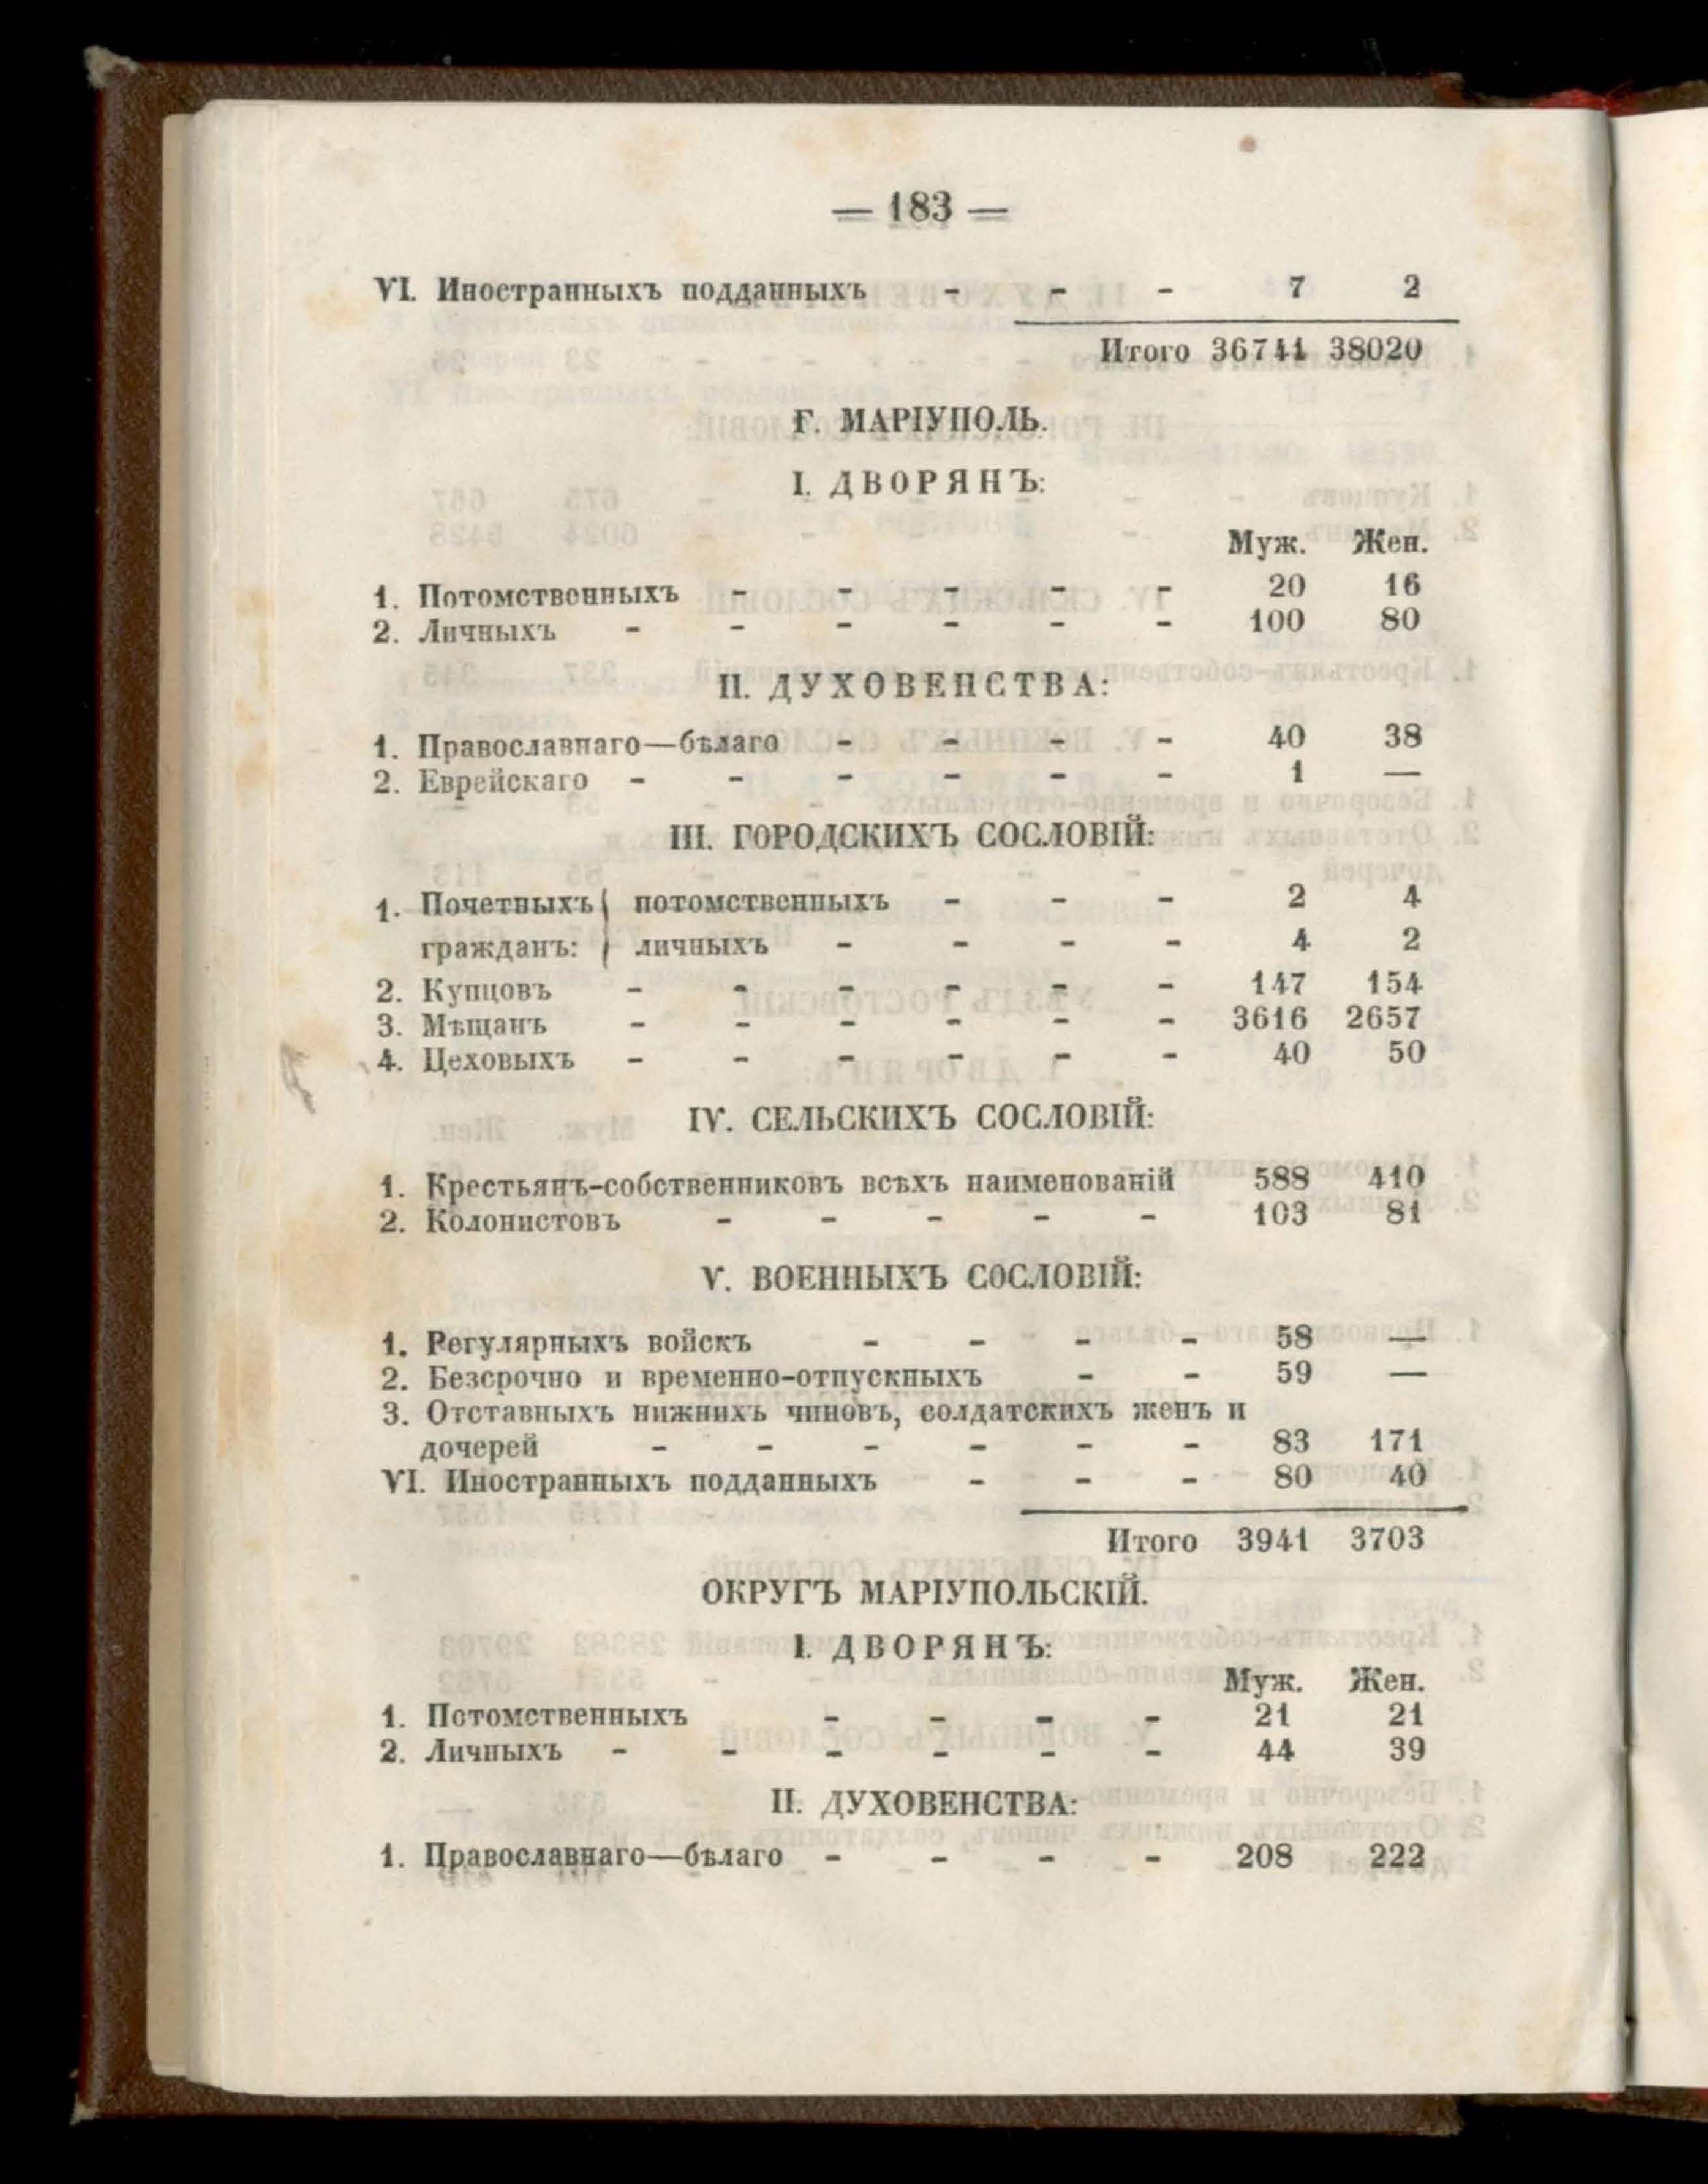 — 183 —
VI. Иностранныхъ подданныхъ - - - 7 2
Итого 36741 38020
Г. МАРІУПОЛЬ.
I. ДВОРЯНЪ:
Муж. Жен.
1. Потомственныхъ - - - - - 20 16
2. Личныхъ - - - - - - 100 80
II. ДУХОВЕНСТВА:
1. Православнаго—бѣлаго - - - - 40 38
2. Еврейскаго - - - - - - 1 —
III. ГОРОДСКИХЪ СОСЛОВІЙ:
1. Почетныхъ { потомственныхъ - - - 2 4
гражданъ: { личныхъ - - - - 4 2
2. Купцовъ - - - - - - 147 154
3. Мѣщанъ - - - - - - 3616 2657
4. Цеховыхъ - - - - - - 40 50
IV. СЕЛЬСКИХЪ СОСЛОВІЙ:
1. Крестьянъ-собственниковъ всѣхъ наименованій 588 410
2. Колонистовъ - - - - - 103 81
V. ВОЕННЫХЪ СОСЛОВІЙ:
1. Регулярныхъ войскъ - - - - 58 —
2. Безсрочно и временно-отпускныхъ - - 59 —
3. Отставныхъ нижнихъ чиновъ, солдатскихъ женъ и
дочерей - - - - - - 83 171
VI. Иностранныхъ подданныхъ - - - 80 40
Итого 3941 3703
ОКРУГЪ МАРІУПОЛЬСКІЙ.
I. ДВОРЯНЪ:
Муж. Жен.
1. Потомственныхъ - - - - 21 21
2. Личныхъ - - - - - - 44 39
II. ДУХОВЕНСТВА:
1. Православнаго—бѣлаго - - - - 208 222